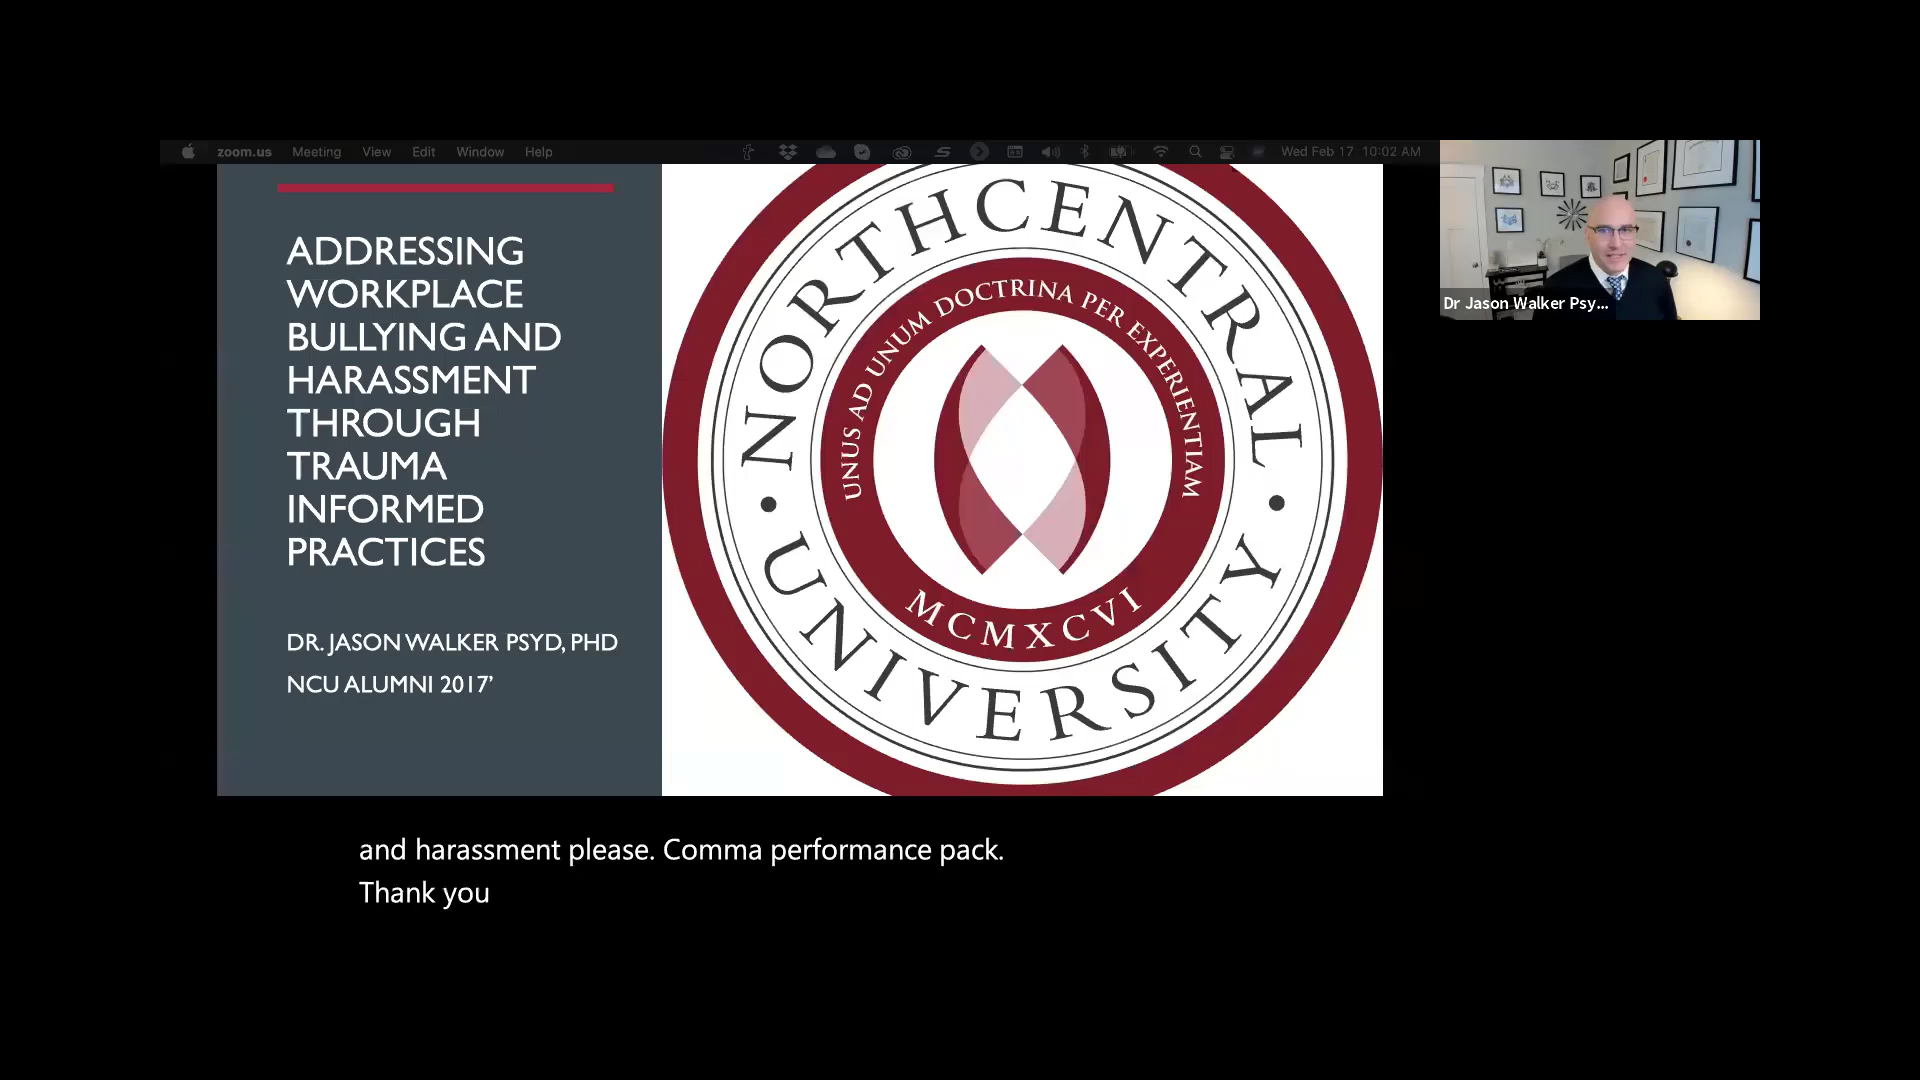 zoom.us Meeting View Edit Window Help Wed Feb 17 10:02 AM
ADDRESSING
WORKPLACE
BULLYING AND
HARASSMENT
THROUGH
TRAUMA
INFORMED
PRACTICES
DR. JASON WALKER PSYD, PHD
NCU ALUMNI 2017’
NORTHCENTRAL
UNIVERSITY
UNUS AD UNUM DOCTRINA PER EXPERIENTIAM
MCMXCVI
Dr Jason Walker Psy...
and harassment please. Comma performance pack.
Thank you